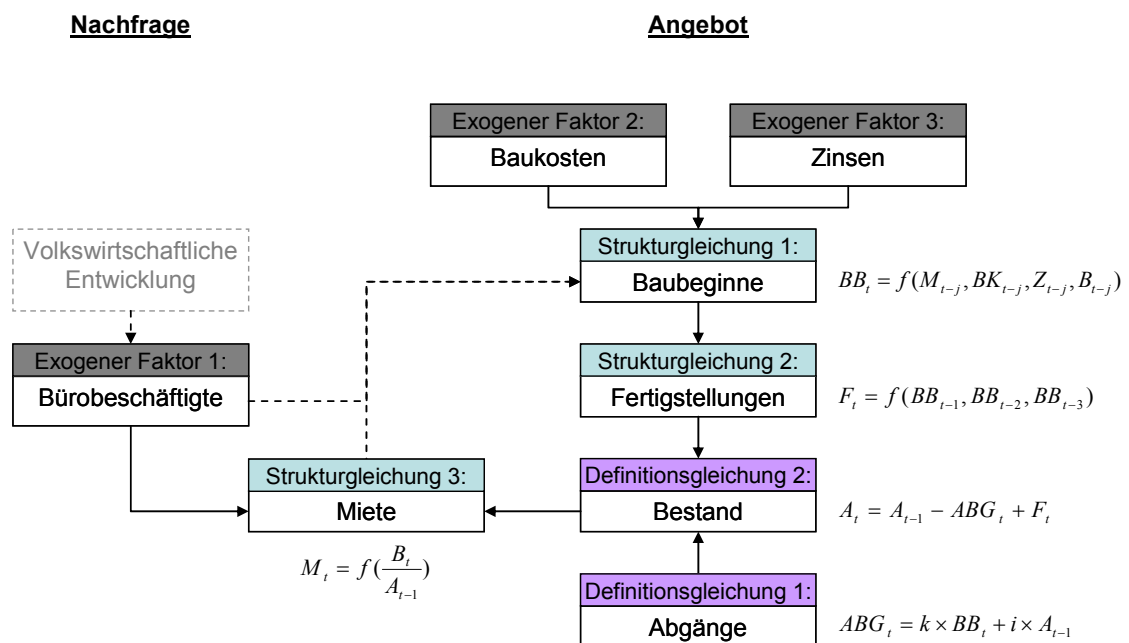 Nachfrage
Angebot
Exogener Faktor 2:
Baukosten
Exogener Faktor 3:
Zinsen
Volkswirtschaftliche
Entwicklung
Strukturgleichung 1:
Baubeginne
BB_t = f(M_{t-j}, BK_{t-j}, Z_{t-j}, B_{t-j})
Exogener Faktor 1:
Bürobeschäftigte
Strukturgleichung 2:
Fertigstellungen
F_t = f(BB_{t-1}, BB_{t-2}, BB_{t-3})
Strukturgleichung 3:
Miete
M_t = f(\frac{B_t}{A_{t-1}})
Definitionsgleichung 2:
Bestand
A_t = A_{t-1} − ABG_t + F_t
Definitionsgleichung 1:
Abgänge
ABG_t = k × BB_t + i × A_{t-1}